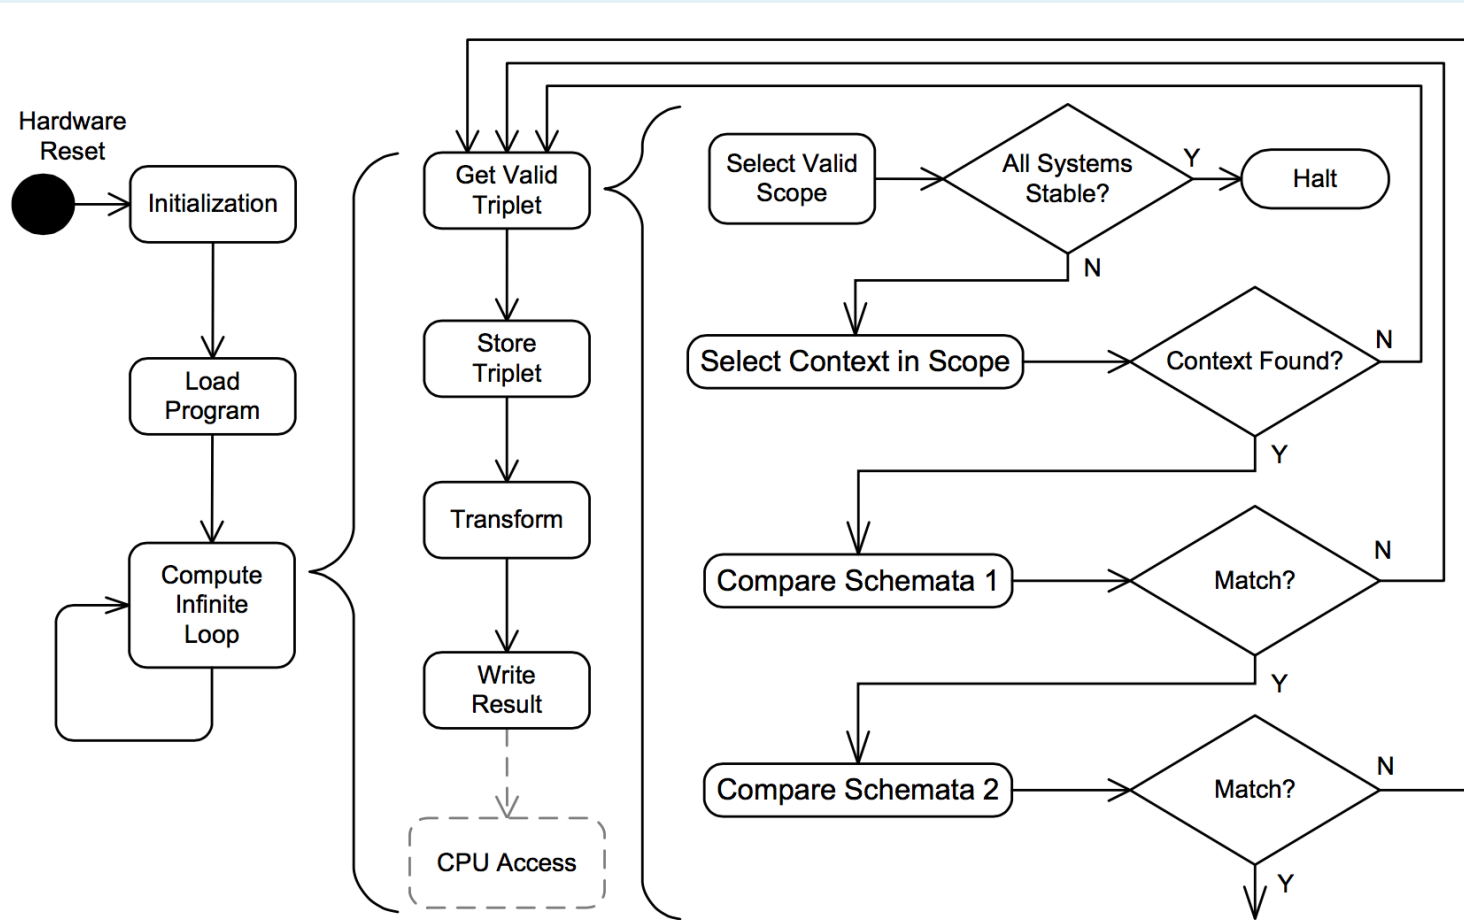 Hardware
Reset
Initialization
Load
Program
Compute
Infinite
Loop
Get Valid
Triplet
Store
Triplet
Transform
Write
Result
CPU Access
Select Valid
Scope
All Systems
Stable?
Y
Halt
N
Select Context in Scope
Context Found?
N
Y
Compare Schemata 1
Match?
N
Y
Compare Schemata 2
Match?
N
Y